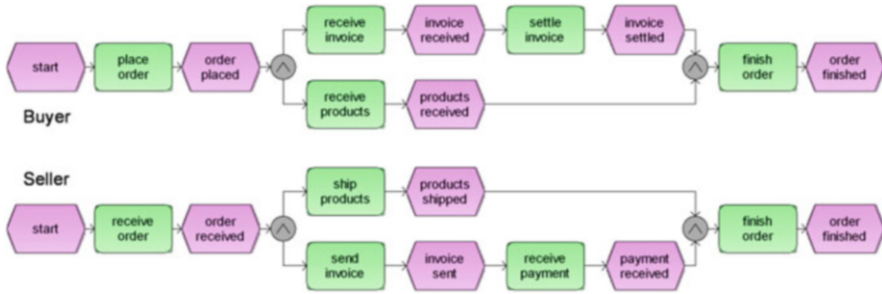 start
place
order
order
placed
receive
invoice
invoice
received
settle
invoice
invoice
settled
receive
products
products
received
finish
order
order
finished
Buyer
Seller
start
receive
order
order
received
ship
products
products
shipped
send
invoice
invoice
sent
receive
payment
payment
received
finish
order
order
finished